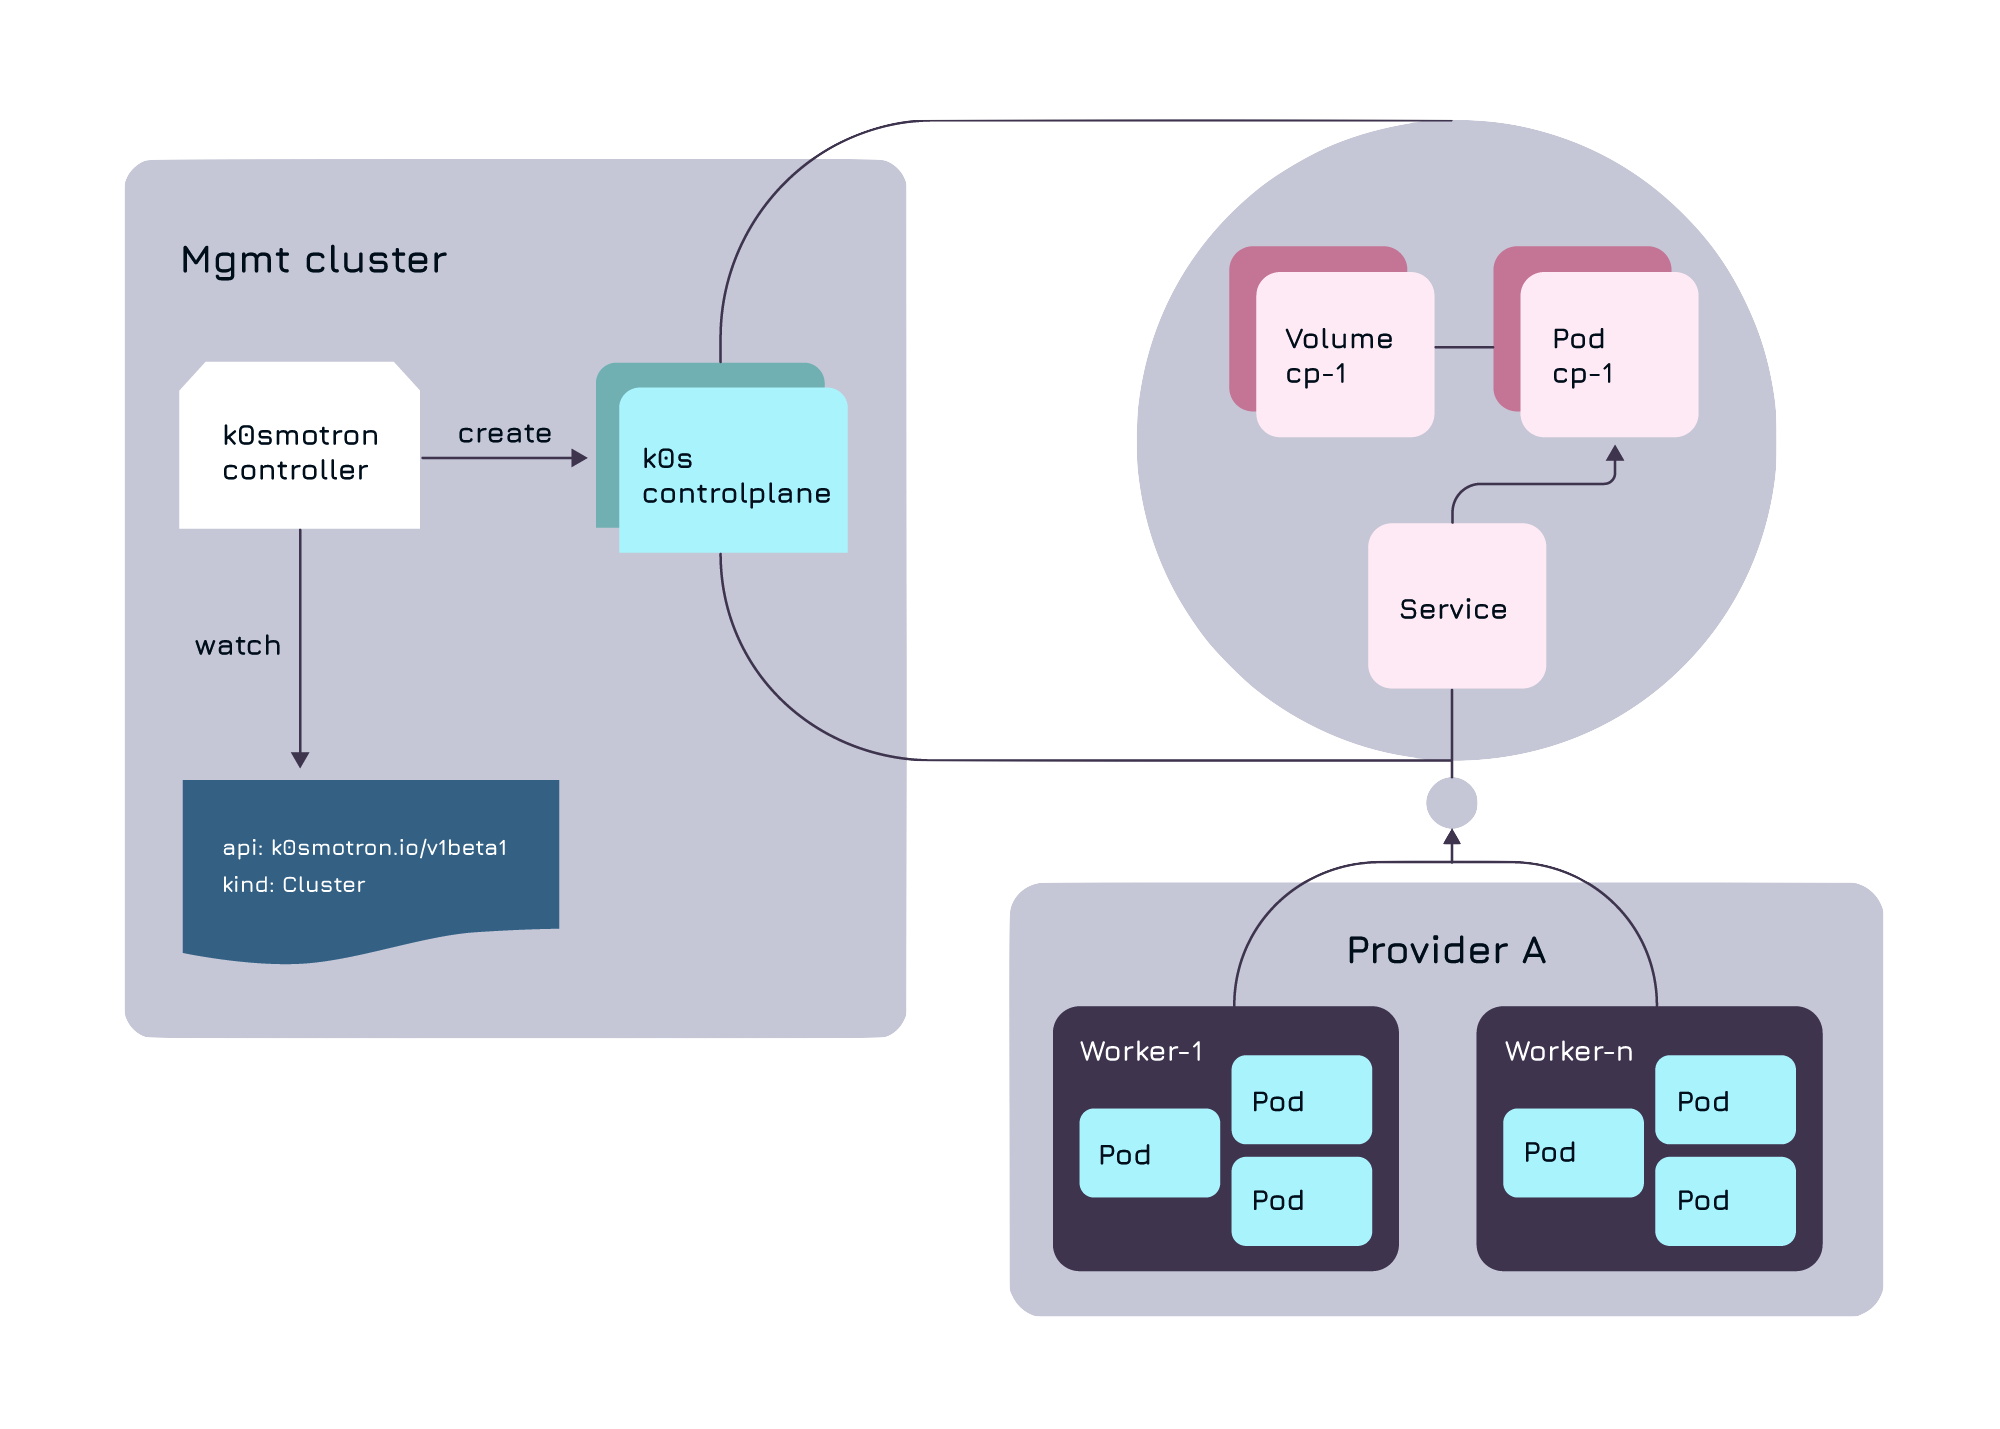 Mgmt cluster
k0smotron
controller
create
k0s
controlplane
watch
api: k0smotron.io/v1beta1
kind: Cluster
Volume
cp-1
Pod
cp-1
Service
Provider A
Worker-1
Pod
Pod
Pod
Worker-n
Pod
Pod
Pod